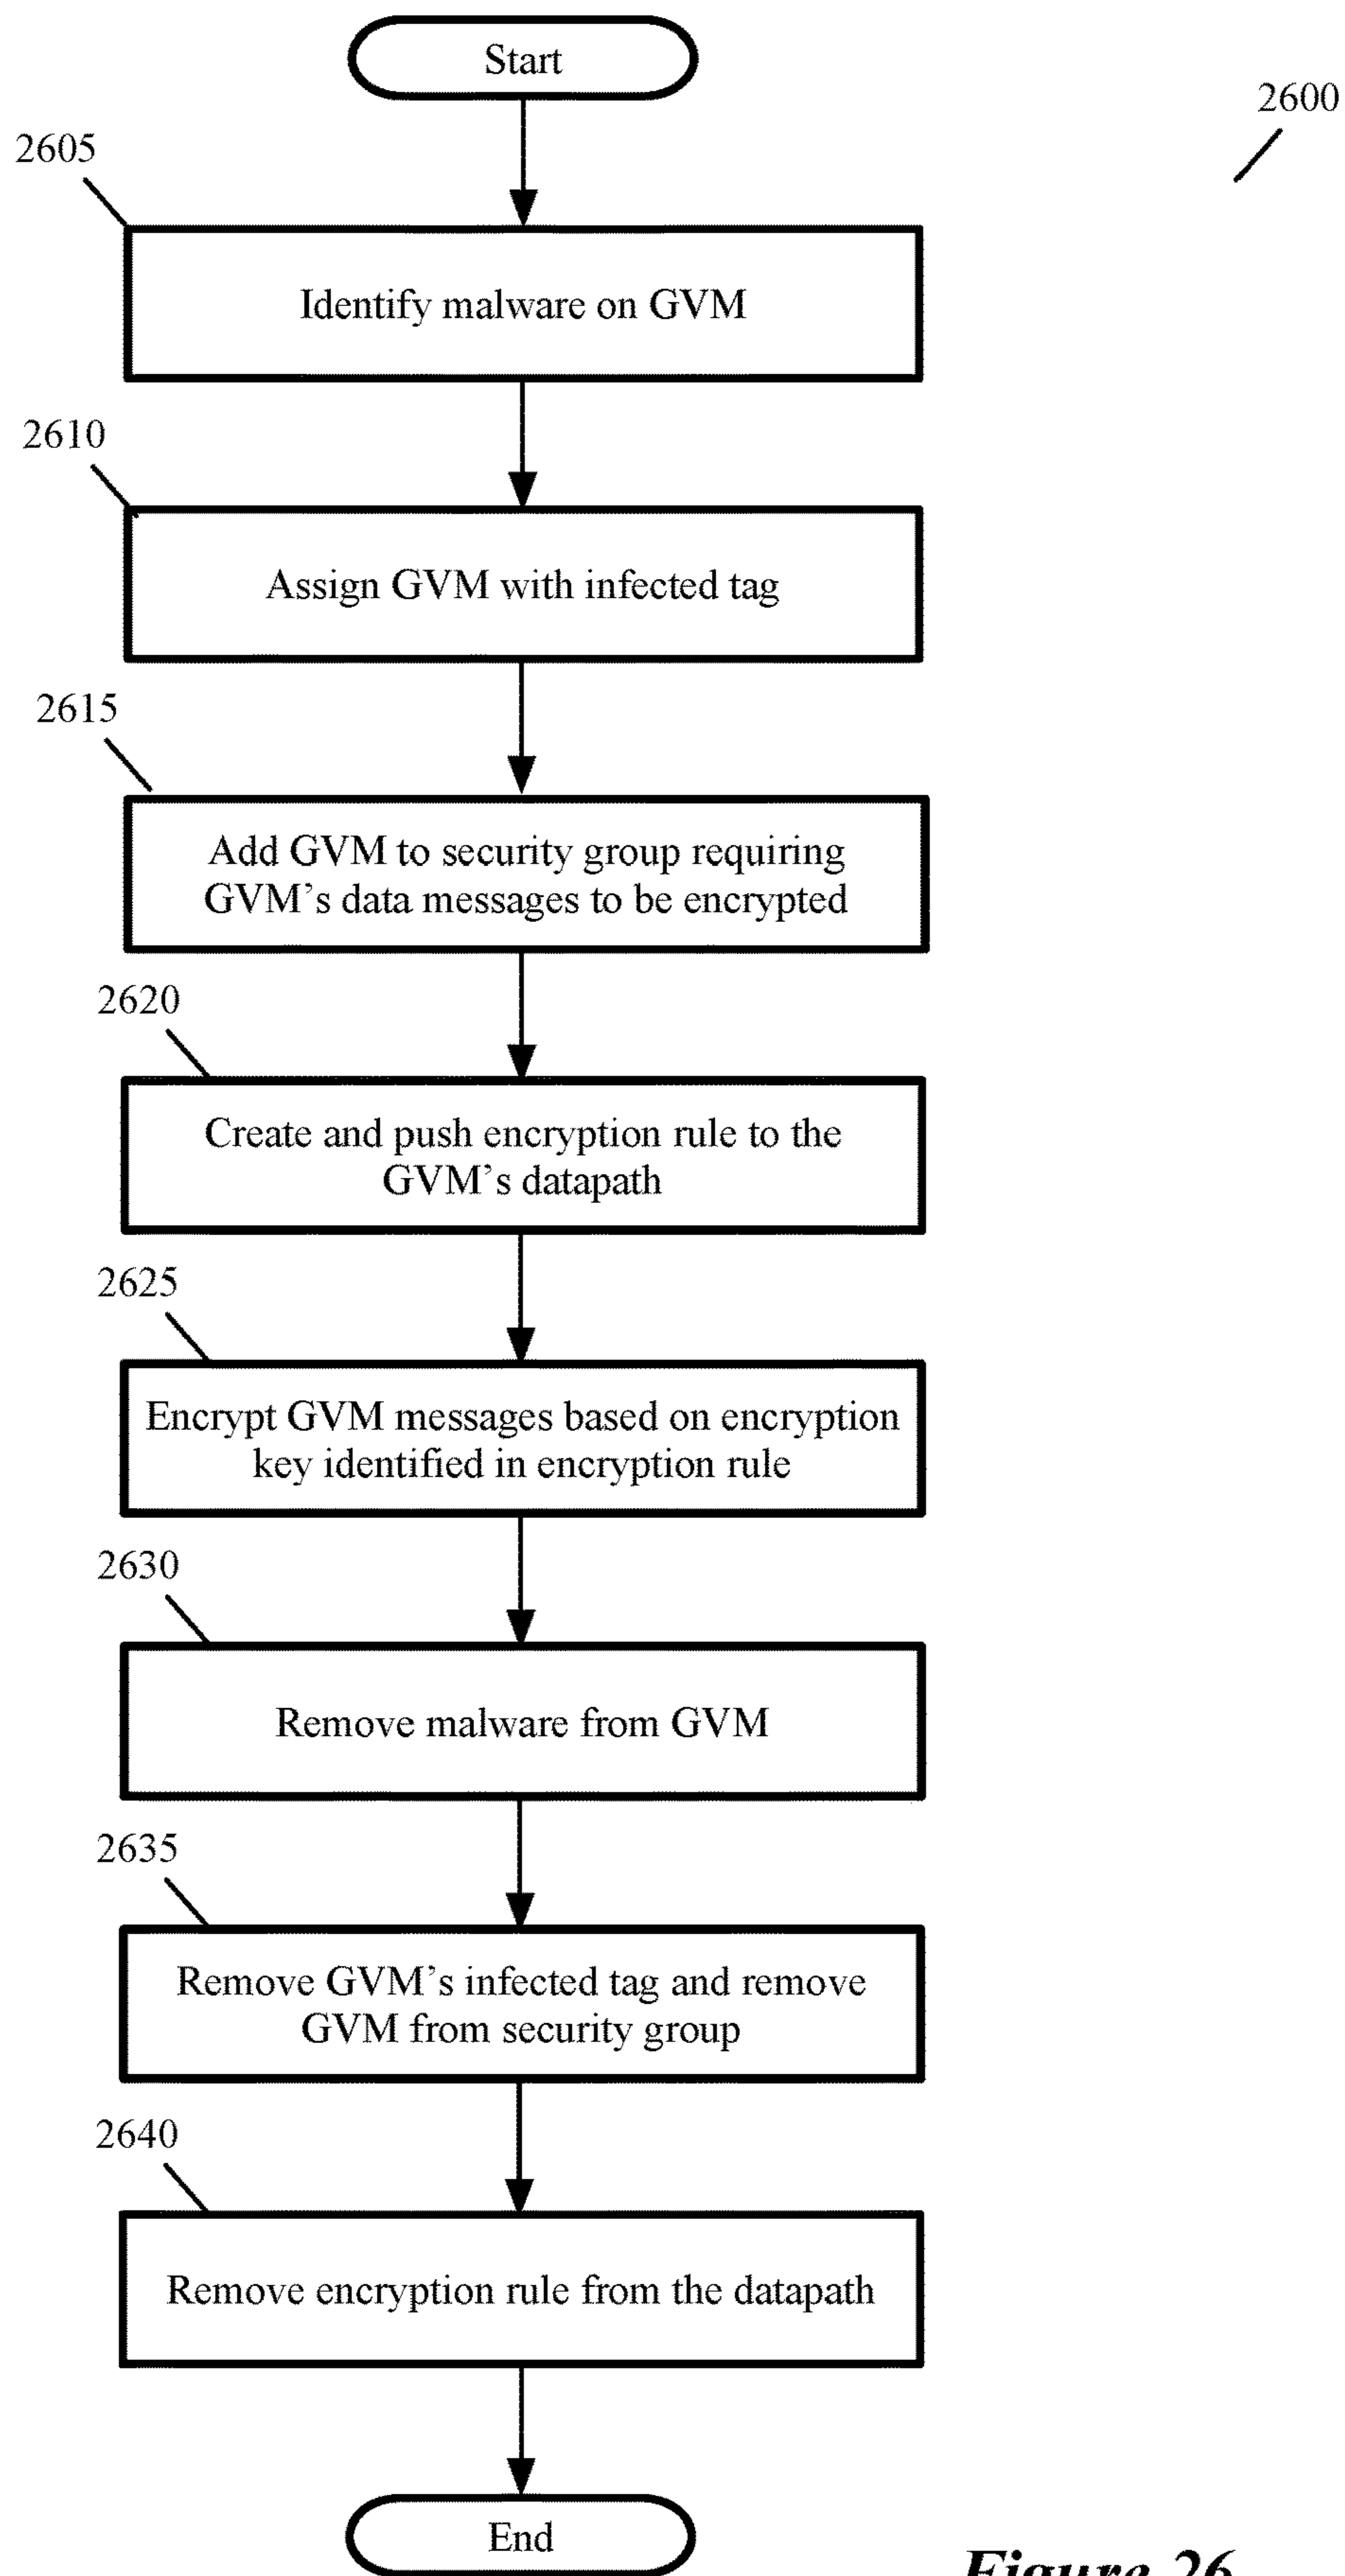 Start
2600
2605
Identify malware on GVM
2610
Assign GVM with infected tag
2615
Add GVM to security group requiring
GVM's data messages to be encrypted
2620
Create and push encryption rule to the
GVM's datapath
2625
Encrypt GVM messages based on encryption
key identified in encryption rule
2630
Remove malware from GVM
2635
Remove GVM's infected tag and remove
GVM from security group
2640
Remove encryption rule from the datapath
End
Figure 26